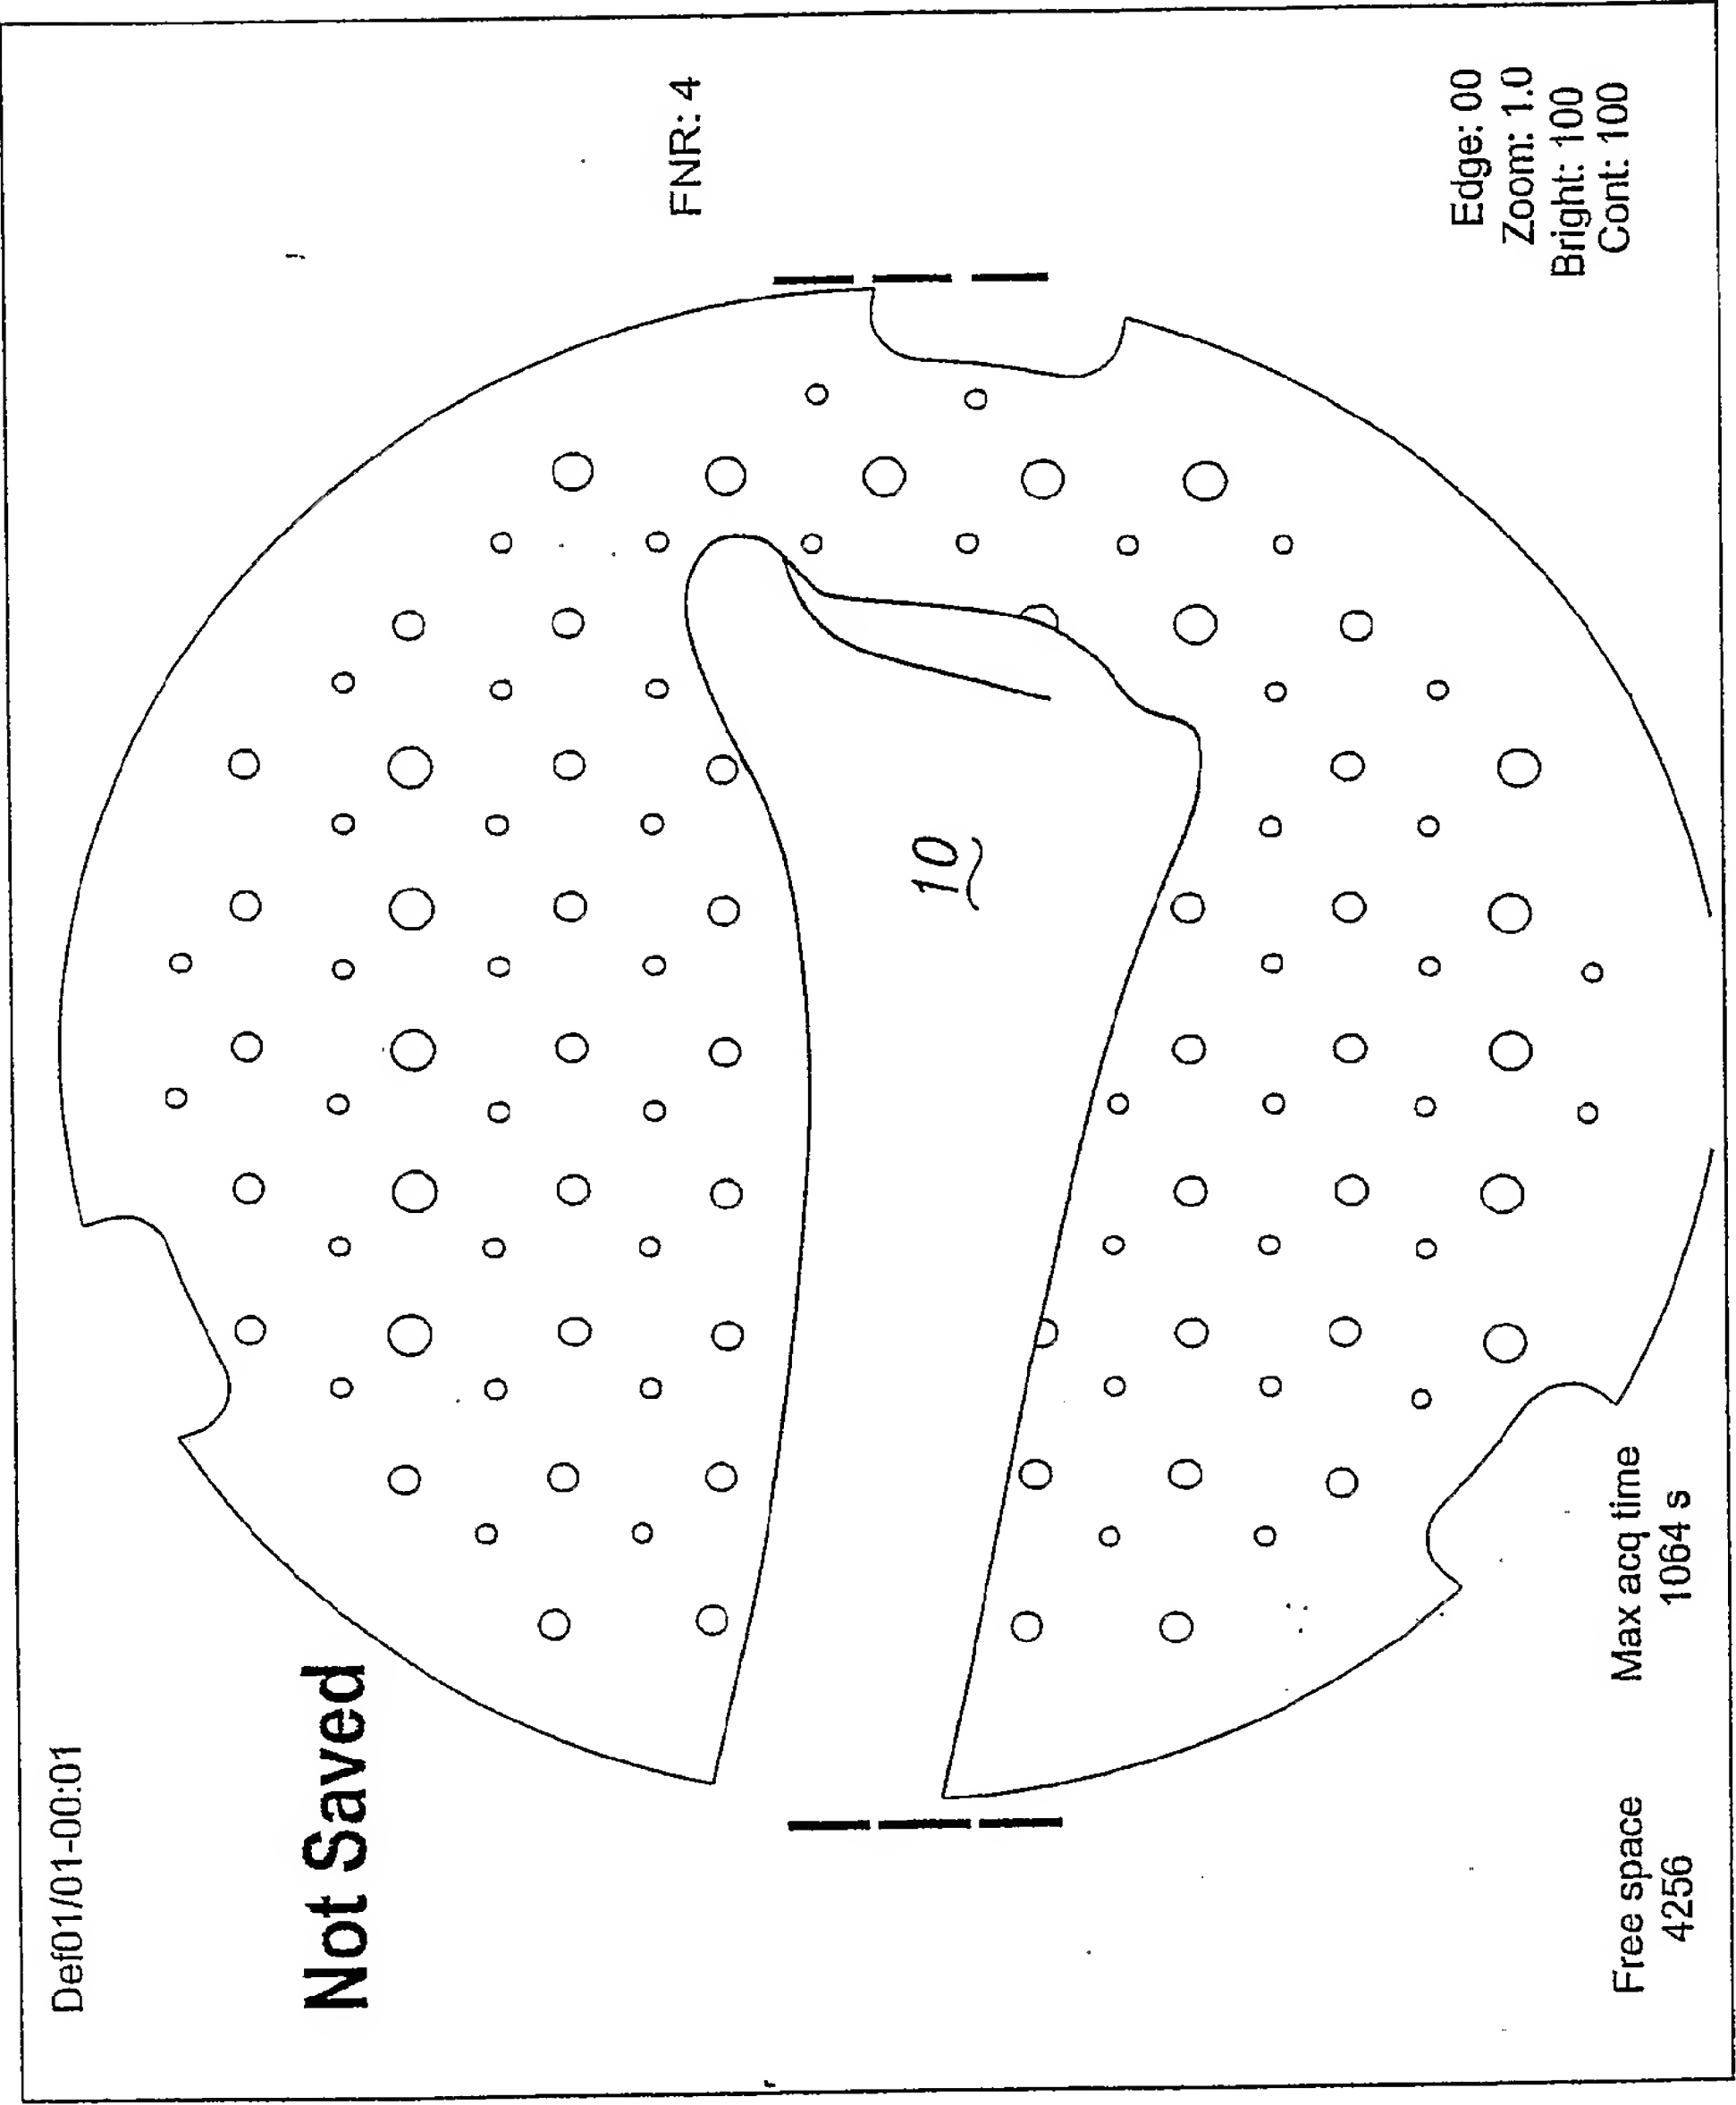 Def01/01-00:01
Not Saved
FNR: 4
10
Free space
4256
Max acq time
1064 s
Edge: 00
Zoom: 1.0
Bright: 100
Cont: 100